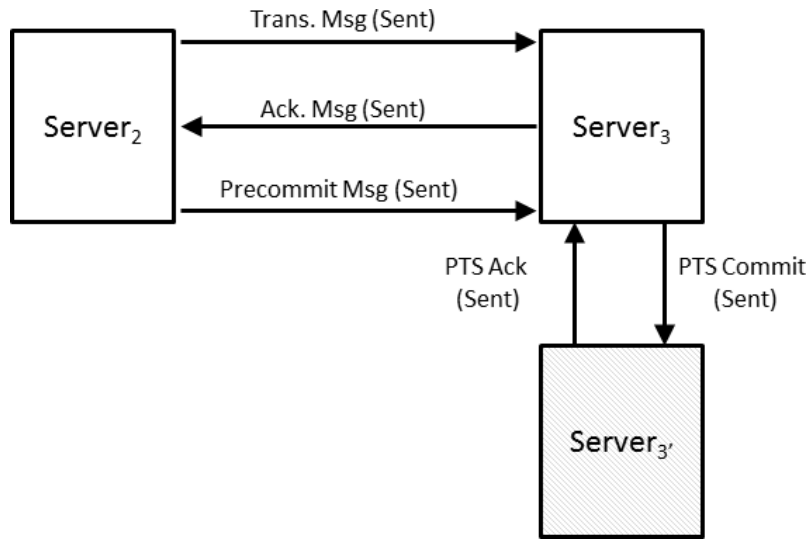 Trans. Msg (Sent)
Server₂
Ack. Msg (Sent)
Server₃
Precommit Msg (Sent)
PTS Ack
(Sent)
PTS Commit
(Sent)
Server₃'